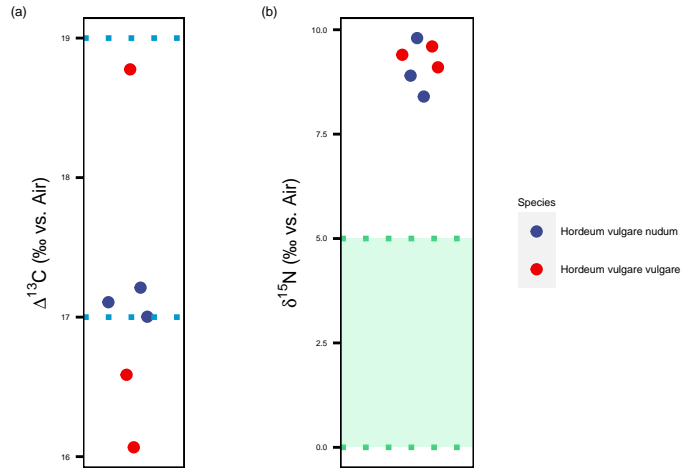 (a)
(b)
19
18
17
16
Δ¹³C (‰ vs. Air)
10.0
7.5
5.0
2.5
0.0
δ¹⁵N (‰ vs. Air)
Species
Hordeum vulgare nudum
Hordeum vulgare vulgare